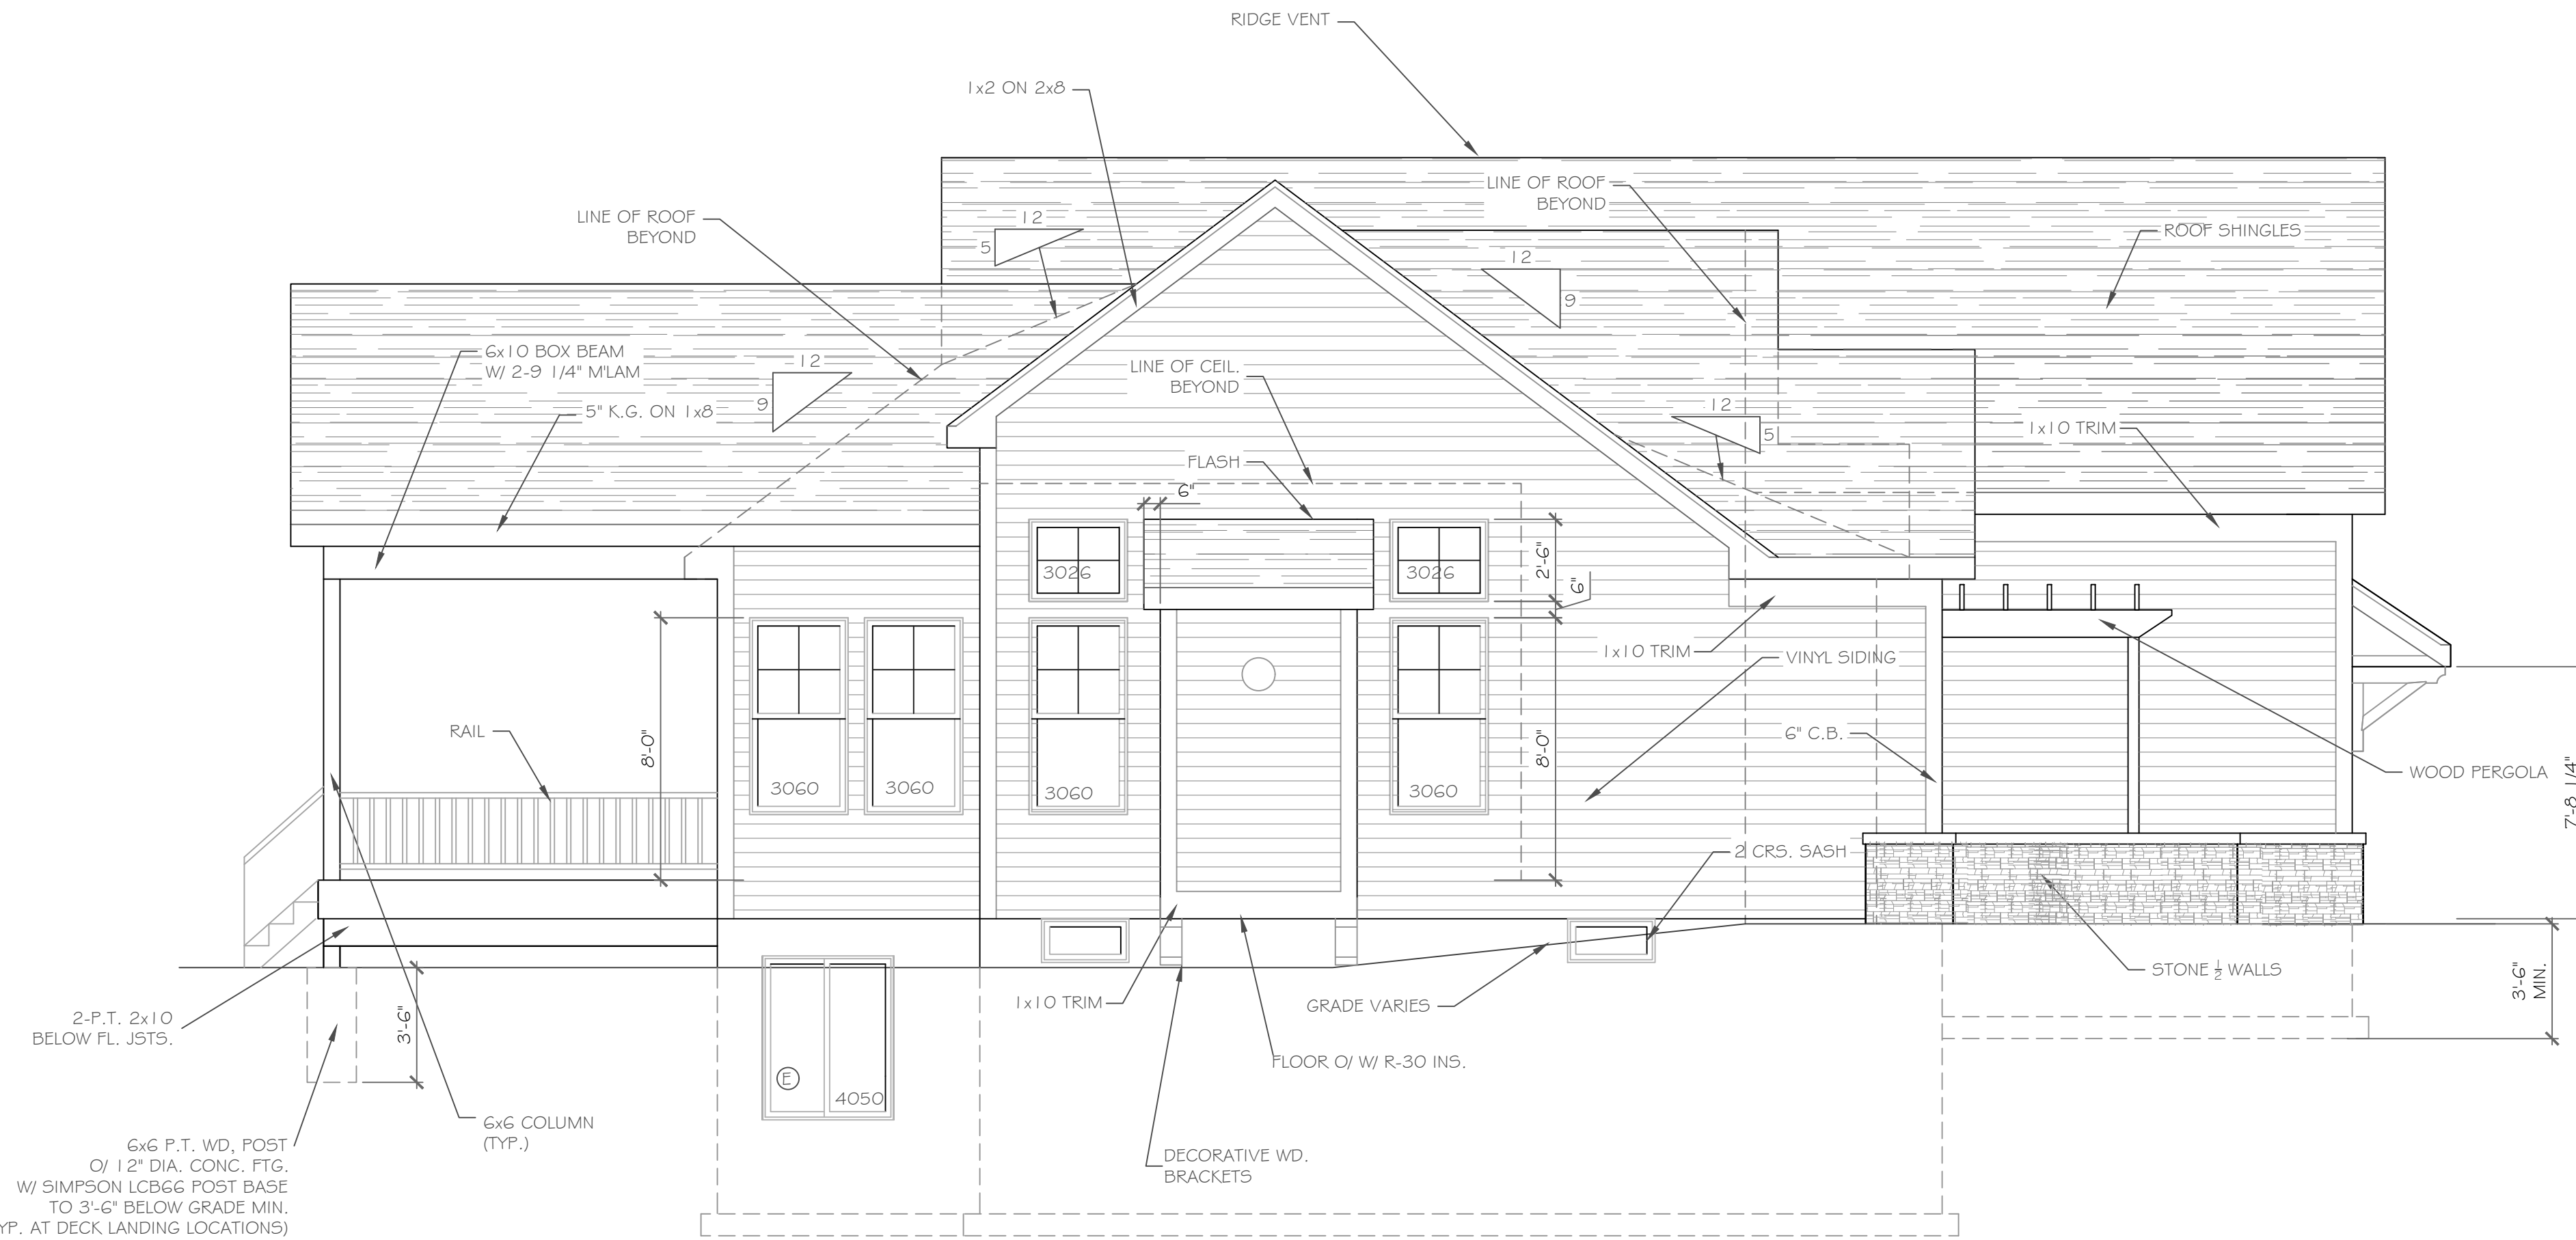 RIDGE VENT
1x2 ON 2x8
LINE OF ROOF
BEYOND
12
5
LINE OF ROOF
BEYOND
ROOF SHINGLES
12
9
6x10 BOX BEAM
W/ 2-9 1/4" M'LAM
5" K.G. ON 1x8
12
9
LINE OF CEIL.
BEYOND
12
5
1x10 TRIM
FLASH
6"
3026
3026
2'-6"
6"
1x10 TRIM
VINYL SIDING
RAIL
8'-0"
3060
3060
3060
3060
8'-0"
6" C.B.
WOOD PERGOLA
7'-8 1/4"
2 CRS. SASH
STONE ½ WALLS
3'-6"
MIN.
2-P.T. 2x10
BELOW FL. JSTS.
3'-6"
1x10 TRIM
GRADE VARIES
FLOOR O/ W/ R-30 INS.
E
4050
6x6 COLUMN
(TYP.)
DECORATIVE WD.
BRACKETS
6x6 P.T. WD, POST
O/ 12" DIA. CONC. FTG.
W/ SIMPSON LCB66 POST BASE
TO 3'-6" BELOW GRADE MIN.
YP. AT DECK LANDING LOCATIONS)